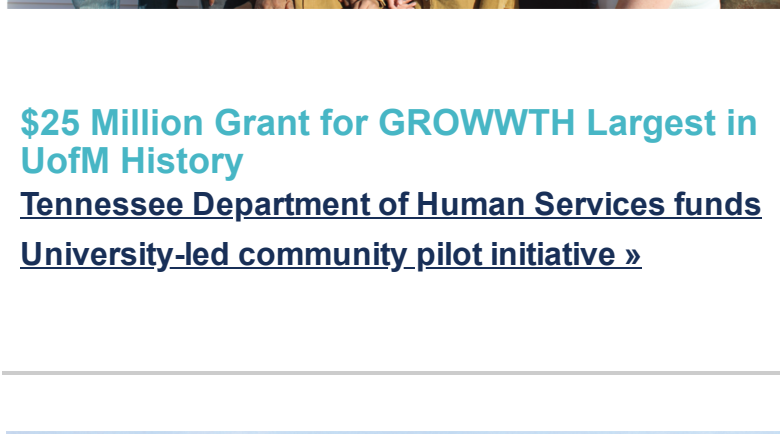 $25 Million Grant for GROWWTH Largest in
UofM History
Tennessee Department of Human Services funds
University-led community pilot initiative »